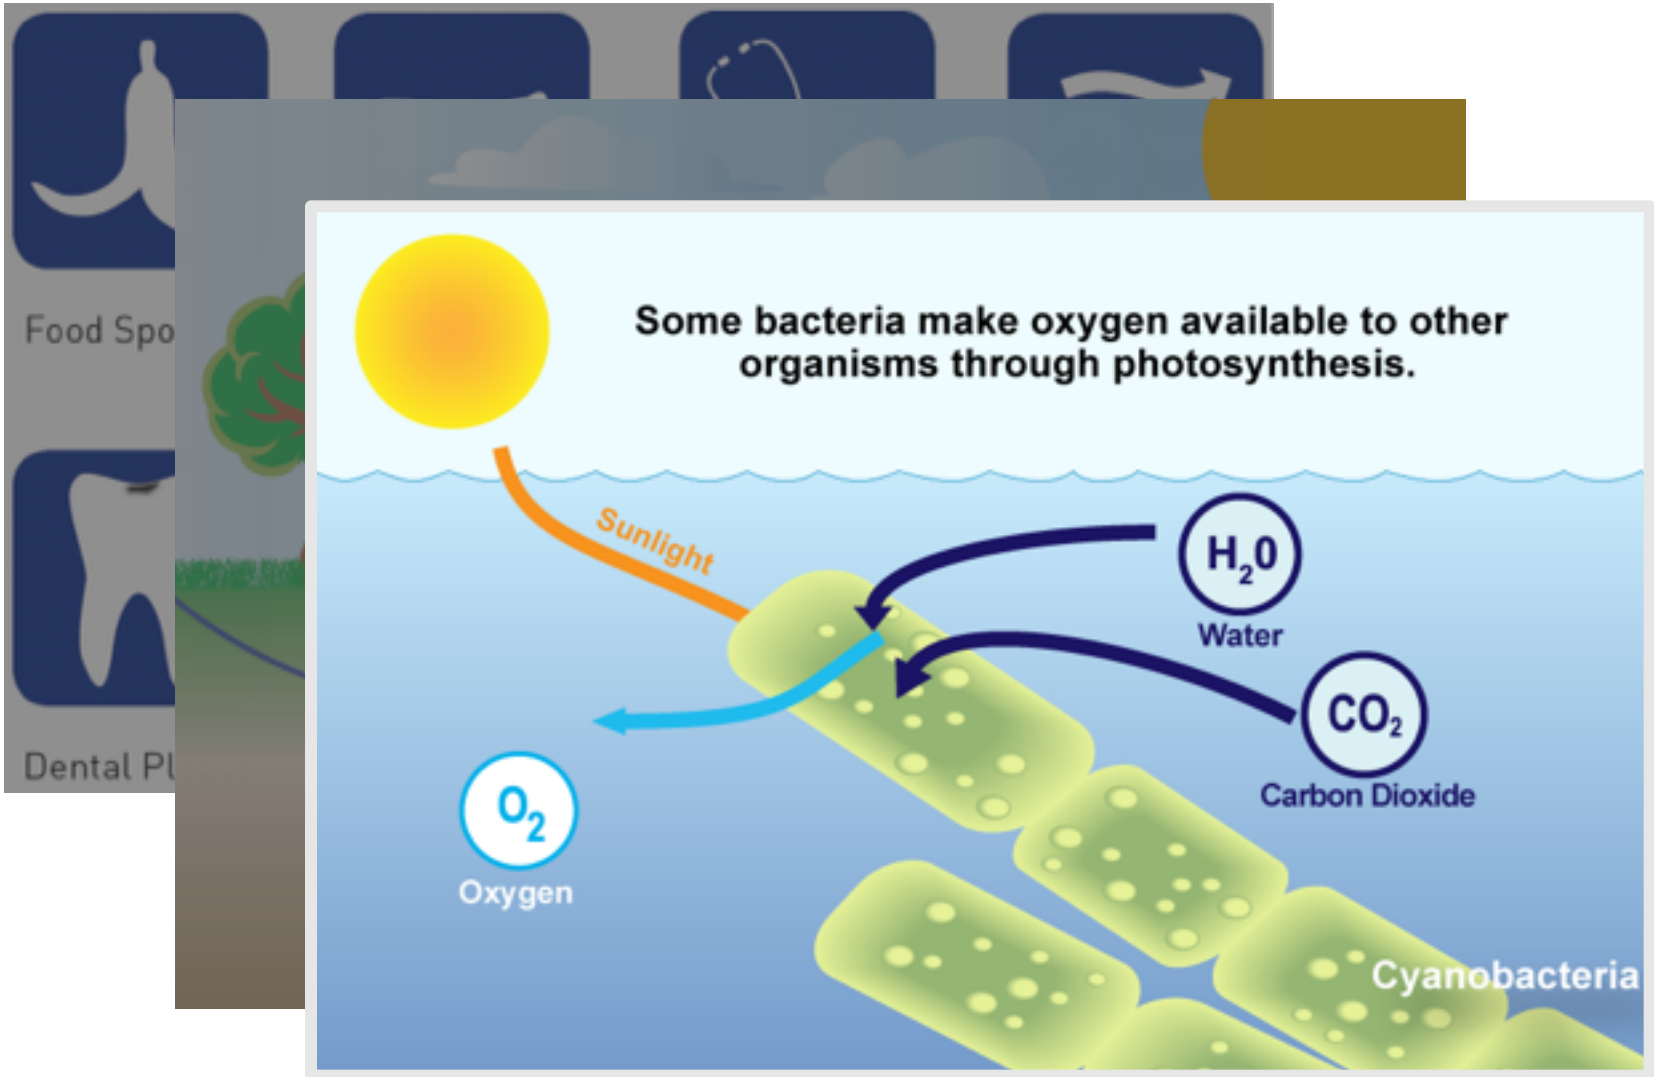 Food Spo
Dental Pl
Some bacteria make oxygen available to other
organisms through photosynthesis.
Sunlight
H₂0
Water
CO₂
Carbon Dioxide
O₂
Oxygen
Cyanobacteria